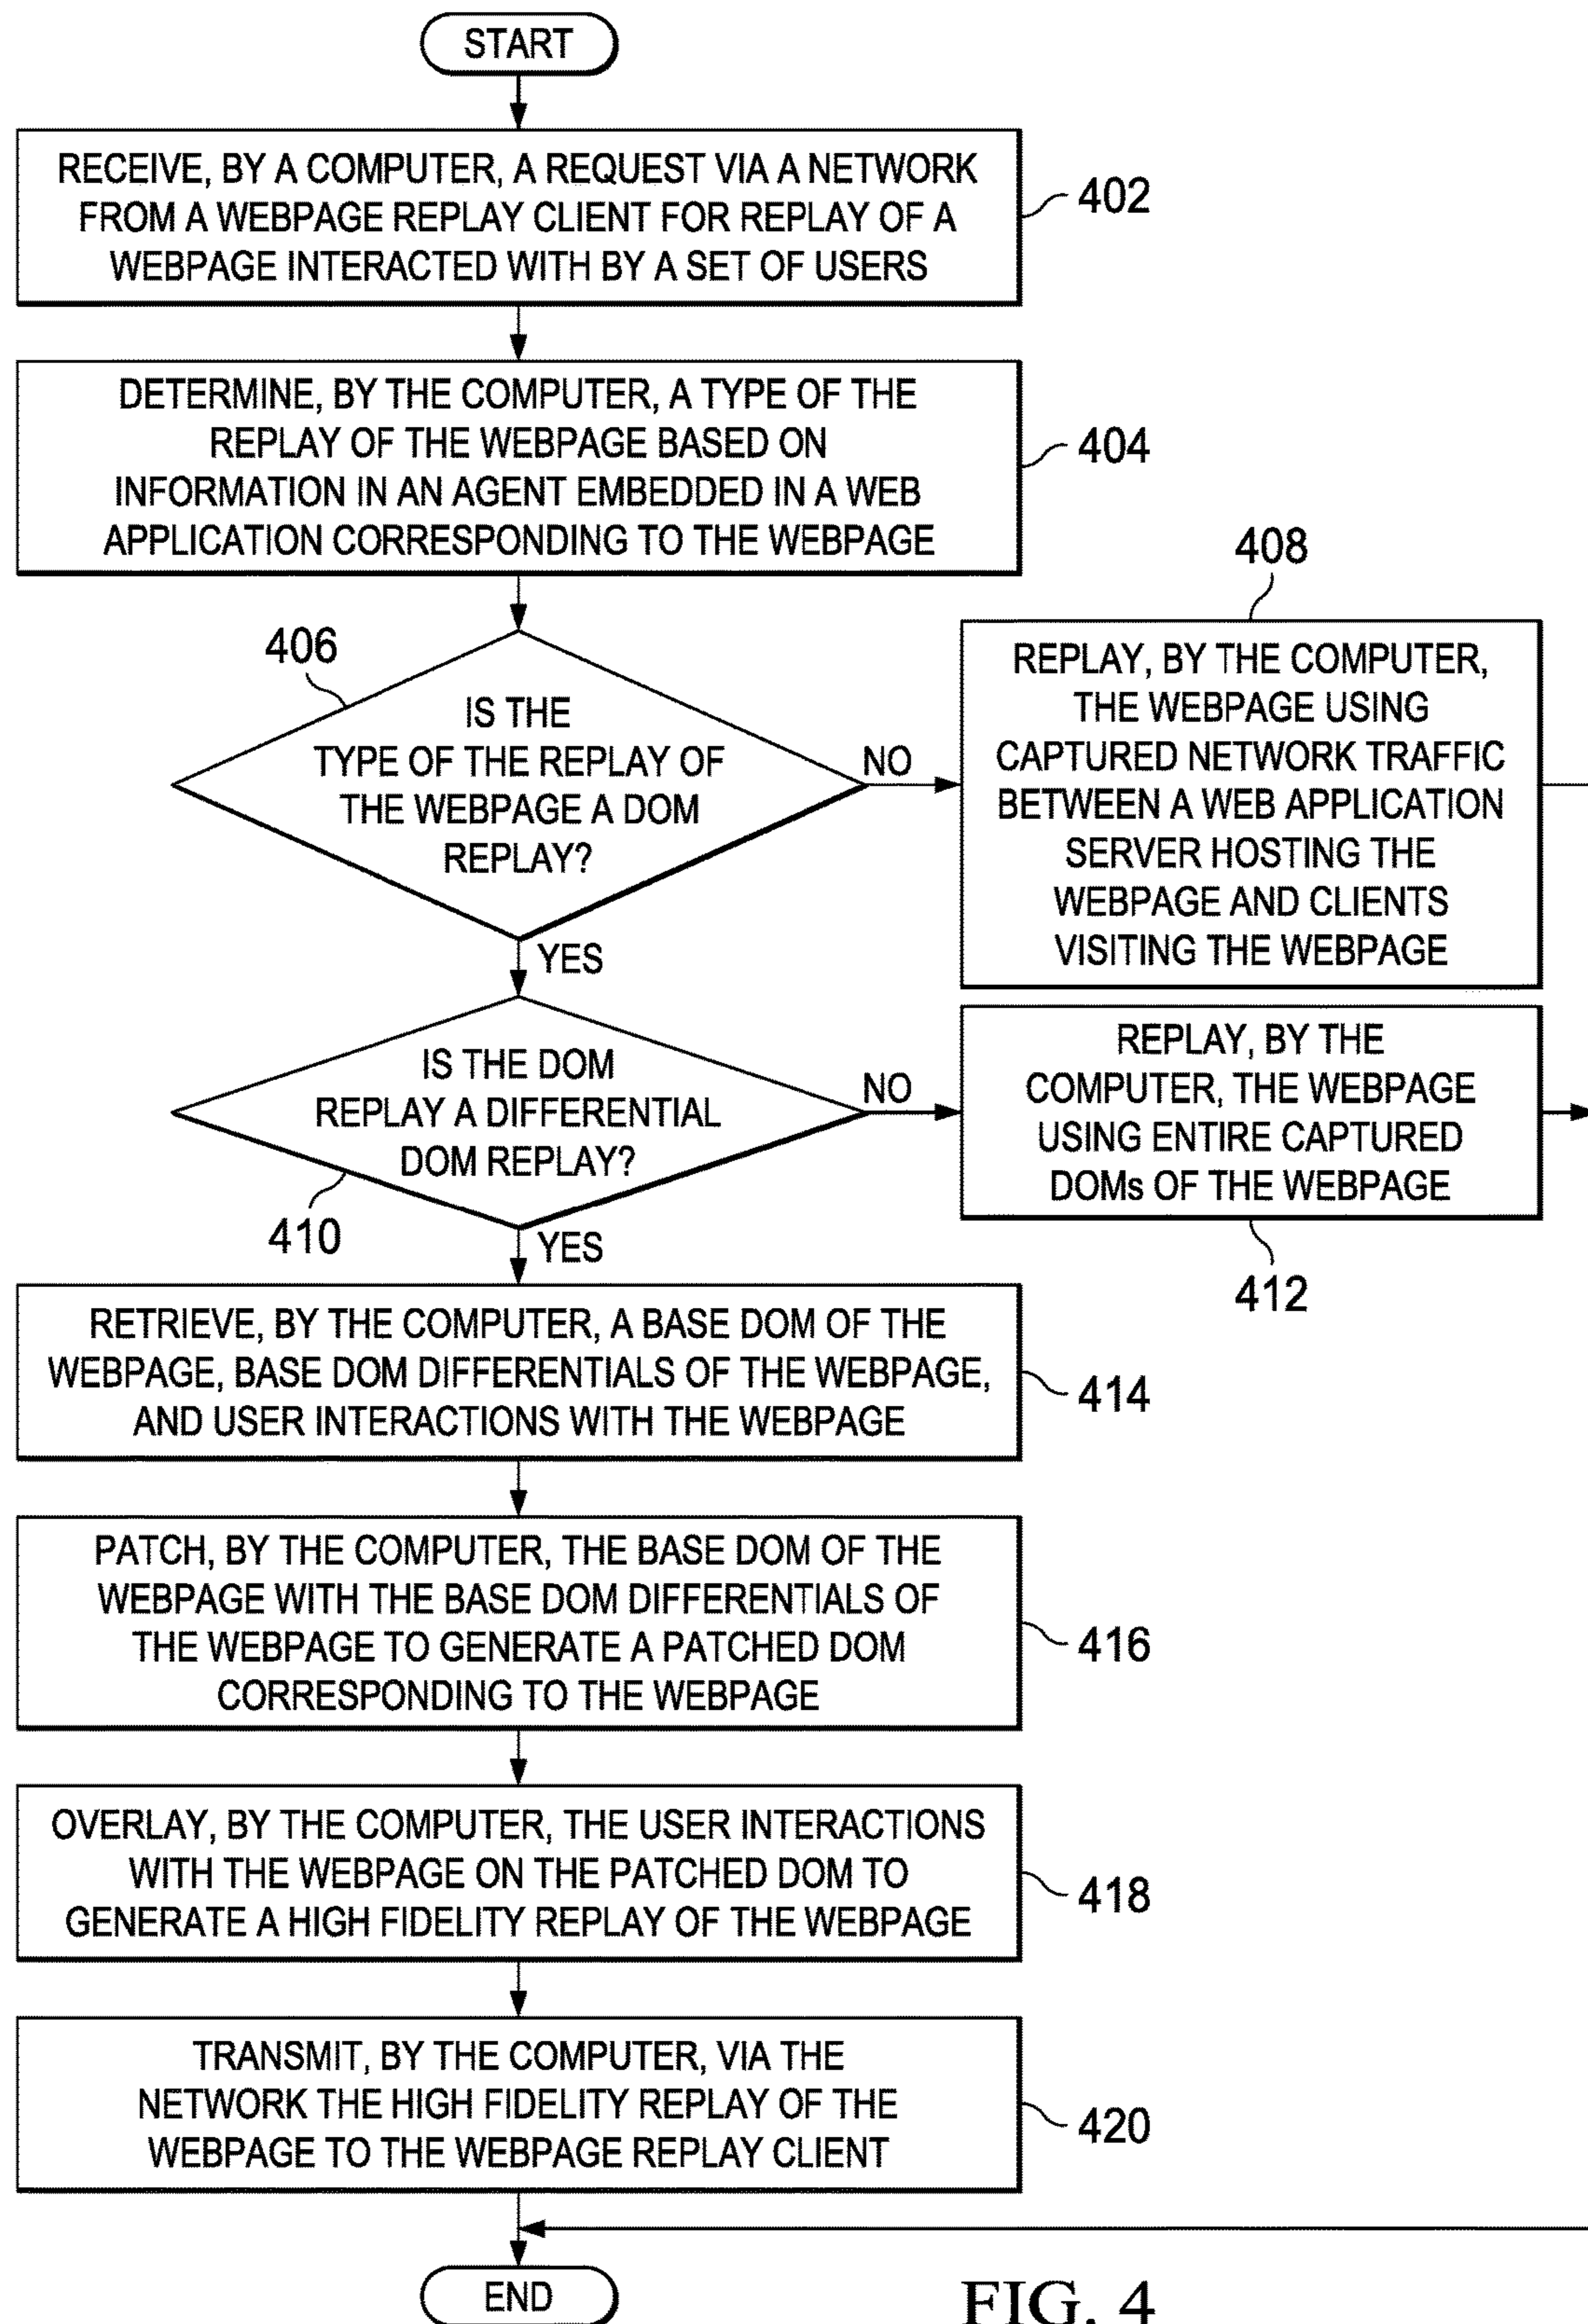 START
RECEIVE, BY A COMPUTER, A REQUEST VIA A NETWORK
FROM A WEBPAGE REPLAY CLIENT FOR REPLAY OF A
WEBPAGE INTERACTED WITH BY A SET OF USERS
402
DETERMINE, BY THE COMPUTER, A TYPE OF THE
REPLAY OF THE WEBPAGE BASED ON
INFORMATION IN AN AGENT EMBEDDED IN A WEB
APPLICATION CORRESPONDING TO THE WEBPAGE
404
406
IS THE
TYPE OF THE REPLAY OF
THE WEBPAGE A DOM
REPLAY?
NO
YES
408
REPLAY, BY THE COMPUTER,
THE WEBPAGE USING
CAPTURED NETWORK TRAFFIC
BETWEEN A WEB APPLICATION
SERVER HOSTING THE
WEBPAGE AND CLIENTS
VISITING THE WEBPAGE
IS THE DOM
REPLAY A DIFFERENTIAL
DOM REPLAY?
410
NO
YES
REPLAY, BY THE
COMPUTER, THE WEBPAGE
USING ENTIRE CAPTURED
DOMs OF THE WEBPAGE
412
RETRIEVE, BY THE COMPUTER, A BASE DOM OF THE
WEBPAGE, BASE DOM DIFFERENTIALS OF THE WEBPAGE,
AND USER INTERACTIONS WITH THE WEBPAGE
414
PATCH, BY THE COMPUTER, THE BASE DOM OF THE
WEBPAGE WITH THE BASE DOM DIFFERENTIALS OF
THE WEBPAGE TO GENERATE A PATCHED DOM
CORRESPONDING TO THE WEBPAGE
416
OVERLAY, BY THE COMPUTER, THE USER INTERACTIONS
WITH THE WEBPAGE ON THE PATCHED DOM TO
GENERATE A HIGH FIDELITY REPLAY OF THE WEBPAGE
418
TRANSMIT, BY THE COMPUTER, VIA THE
NETWORK THE HIGH FIDELITY REPLAY OF THE
WEBPAGE TO THE WEBPAGE REPLAY CLIENT
420
END
FIG. 4